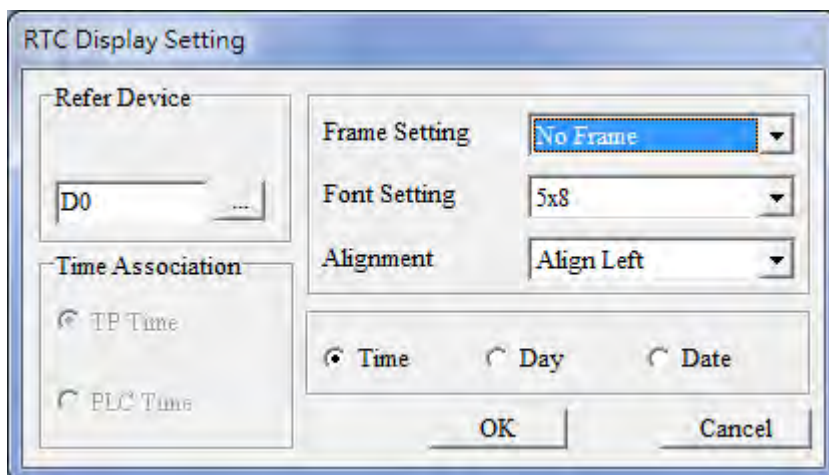 RTC Display Setting
Refer Device
D0
...
Time Association
TP Time
PLC Time
Frame Setting
No Frame
Font Setting
5x8
Alignment
Align Left
Time
Day
Date
OK
Cancel